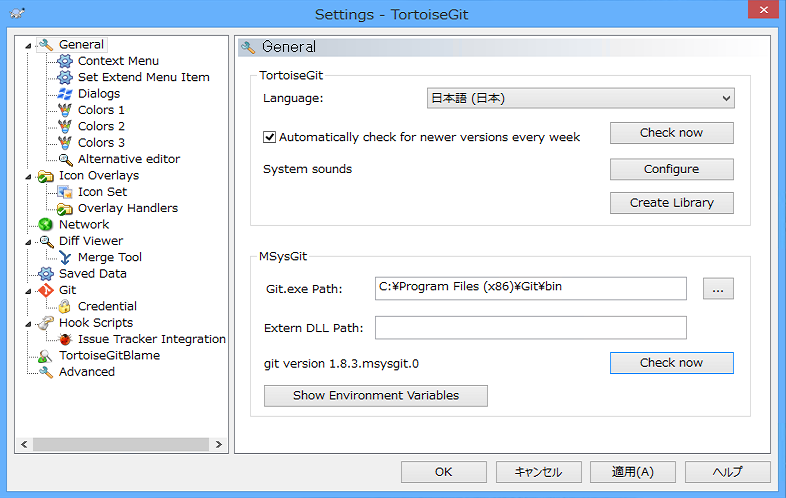 Settings - TortoiseGit
General
Context Menu
Set Extend Menu Item
Dialogs
Colors 1
Colors 2
Colors 3
Alternative editor
Icon Overlays
Icon Set
Overlay Handlers
Network
Diff Viewer
Merge Tool
Saved Data
Git
Credential
Hook Scripts
Issue Tracker Integration
TortoiseGitBlame
Advanced
General
TortoiseGit
Language: 日本語 (日本)
Automatically check for newer versions every week Check now
System sounds Configure
Create Library
MSysGit
Git.exe Path: C:¥Program Files (x86)¥Git¥bin ...
Extern DLL Path:
git version 1.8.3.msysgit.0 Check now
Show Environment Variables
OK キャンセル 適用(A) ヘルプ